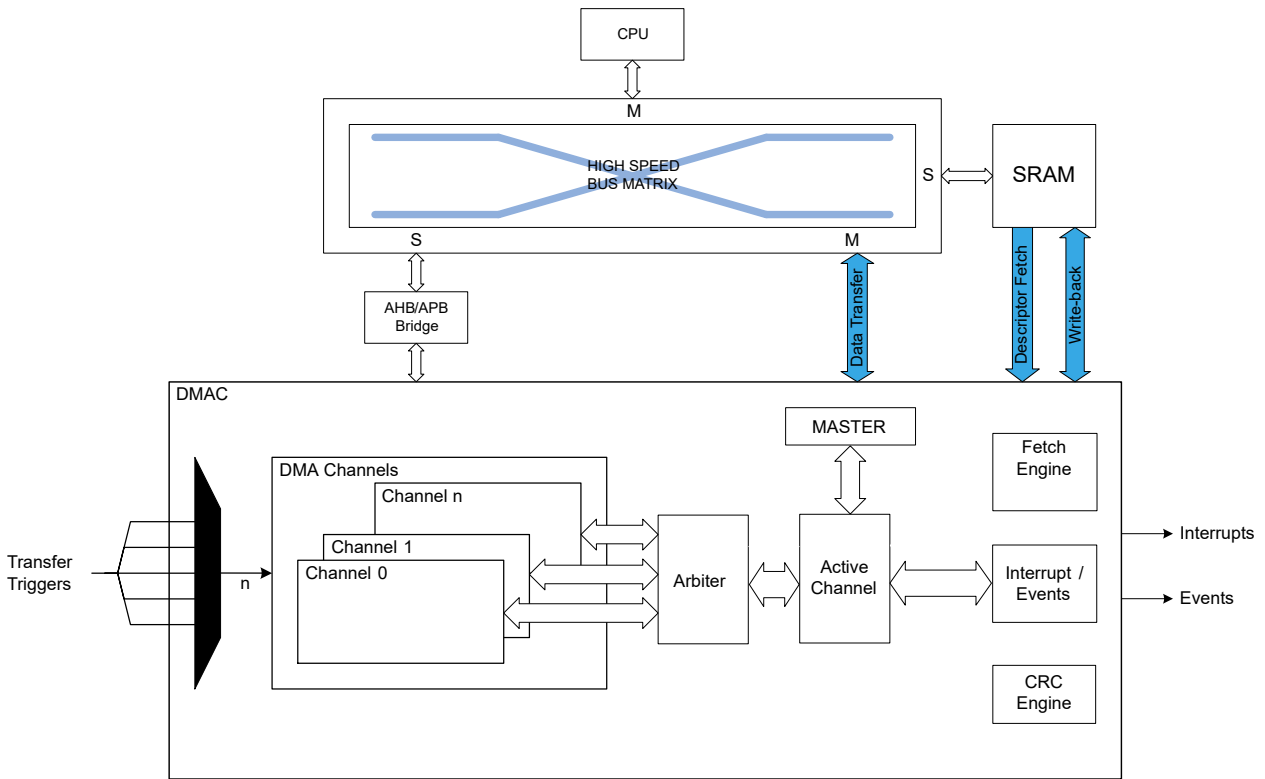 CPU
M
HIGH SPEED
BUS MATRIX
S
SRAM
S
M
AHB/APB
Bridge
Data Transfer
Descriptor Fetch
Write-back
DMAC
MASTER
Fetch
Engine
DMA Channels
Channel n
Channel 1
Channel 0
Transfer
Triggers
n
Arbiter
Active
Channel
Interrupt /
Events
Interrupts
Events
CRC
Engine